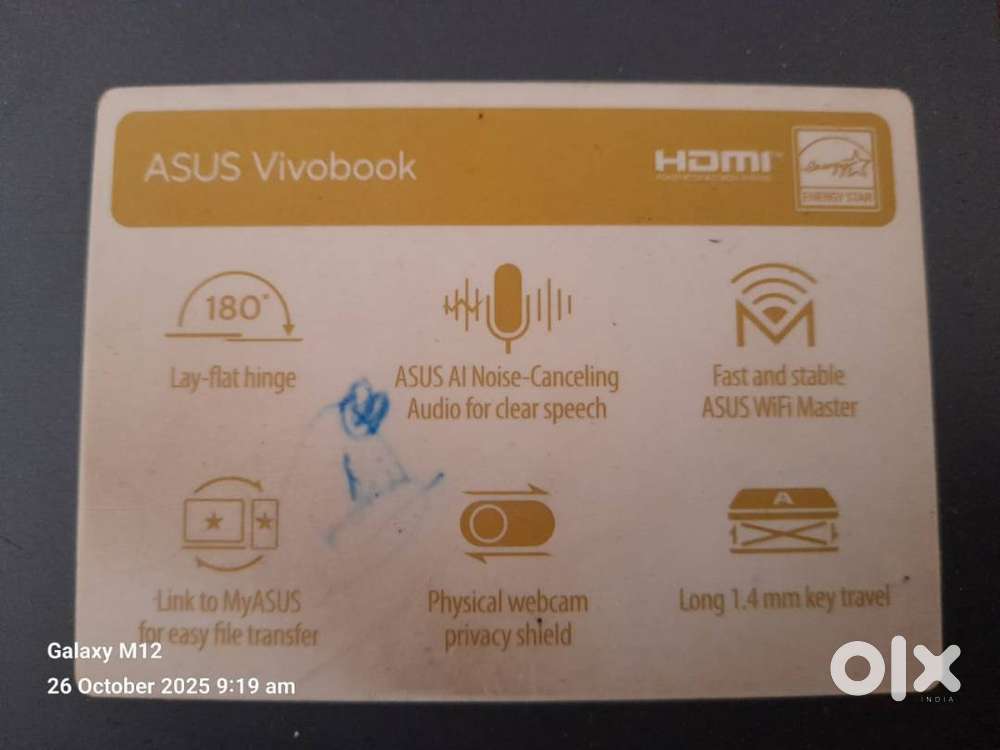 ASUS Vivobook
HDMI™
ENERGY STAR
180°
Lay-flat hinge
ASUS AI Noise-Canceling
Audio for clear speech
Fast and stable
ASUS WiFi Master
A
Link to MyASUS
for easy file transfer
Physical webcam
privacy shield
Long 1.4 mm key travel
Galaxy M12
26 October 2025 9:19 am
olx
INDIA